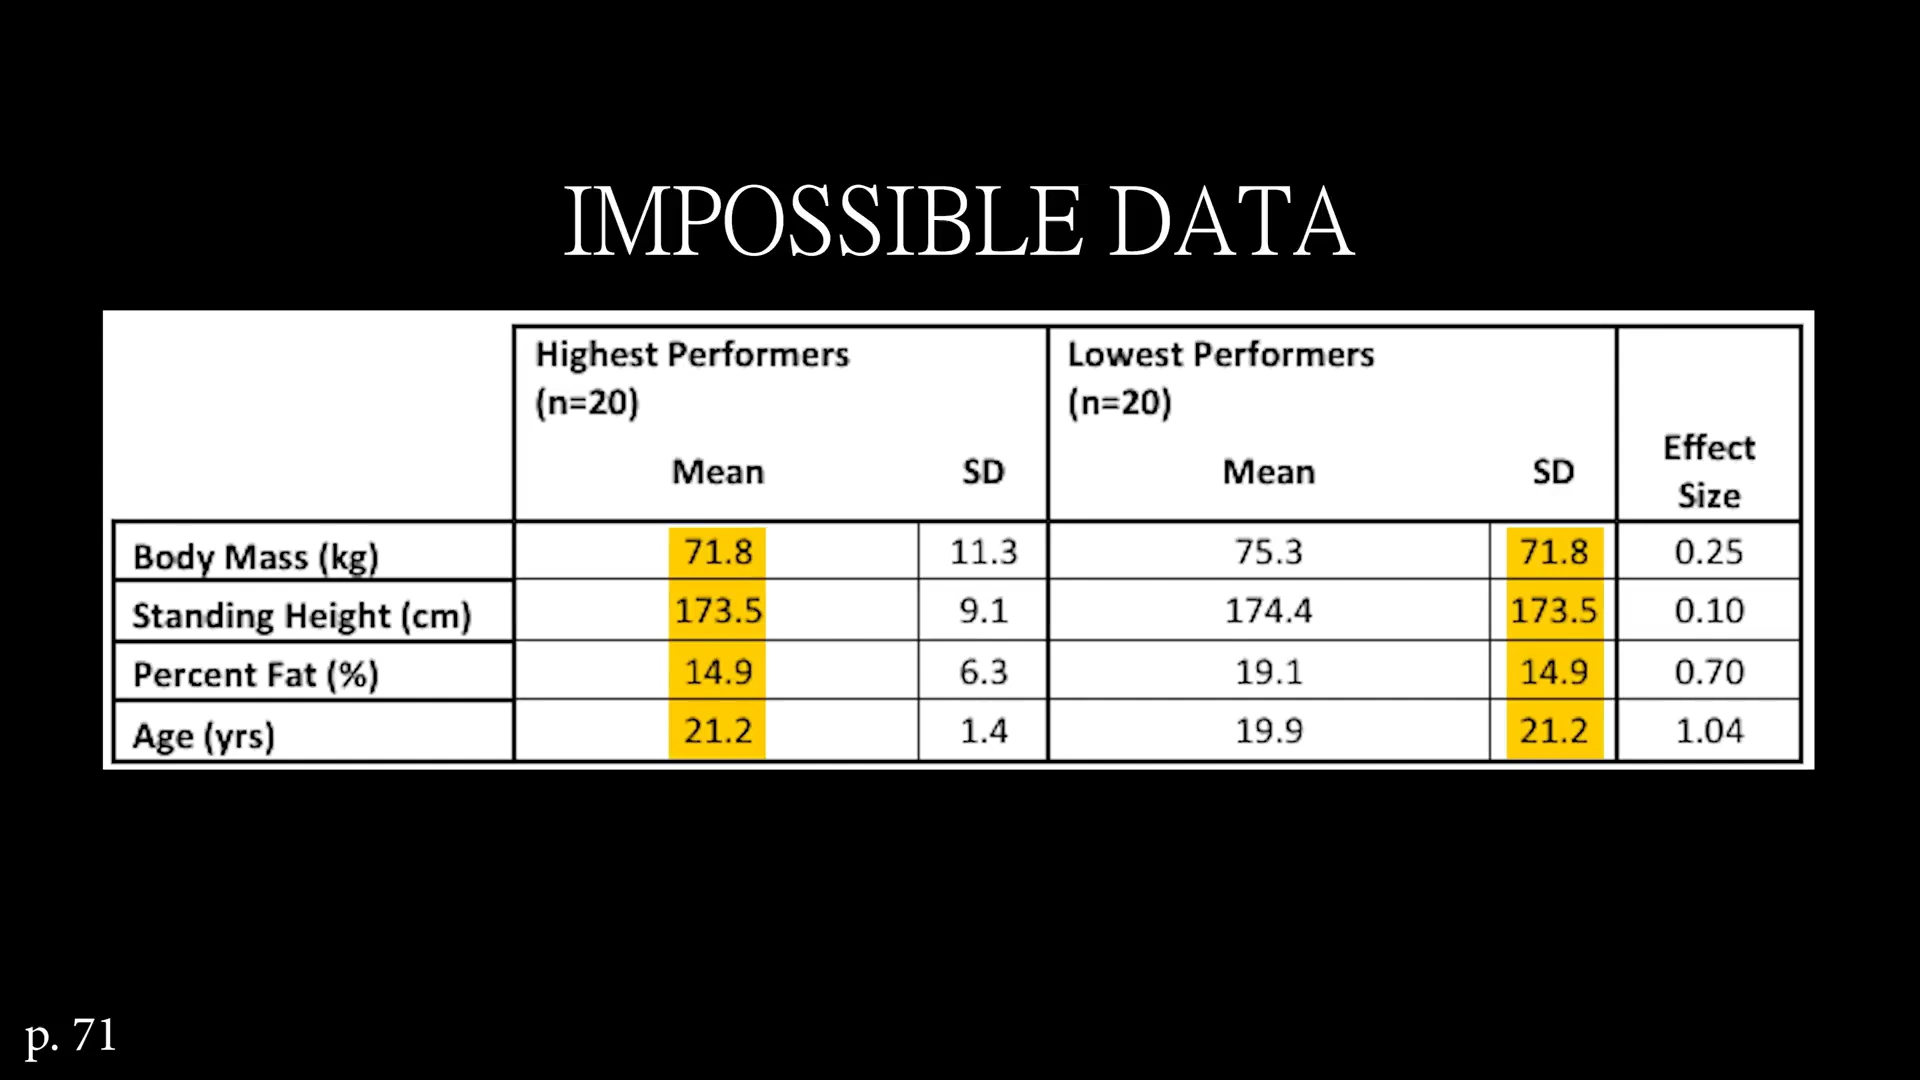 IMPOSSIBLE DATA
Highest Performers
(n=20)
Lowest Performers
(n=20)
Mean SD Mean SD Effect
Size
Body Mass (kg) 71.8 11.3 75.3 71.8 0.25
Standing Height (cm) 173.5 9.1 174.4 173.5 0.10
Percent Fat (%) 14.9 6.3 19.1 14.9 0.70
Age (yrs) 21.2 1.4 19.9 21.2 1.04
p. 71